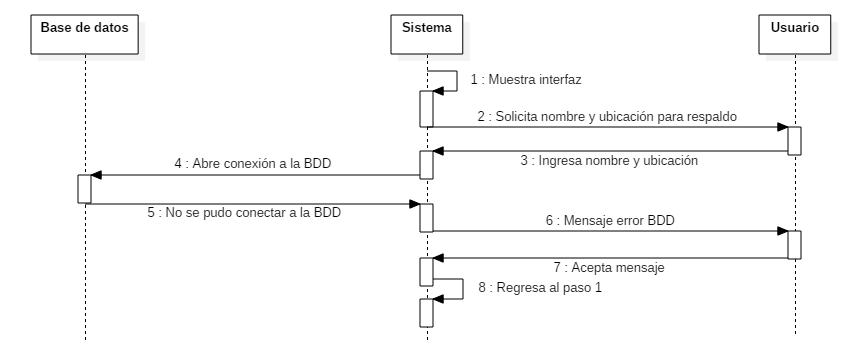 Base de datos
Sistema
Usuario
1 : Muestra interfaz
2 : Solicita nombre y ubicación para respaldo
3 : Ingresa nombre y ubicación
4 : Abre conexión a la BDD
5 : No se pudo conectar a la BDD
6 : Mensaje error BDD
7 : Acepta mensaje
8 : Regresa al paso 1